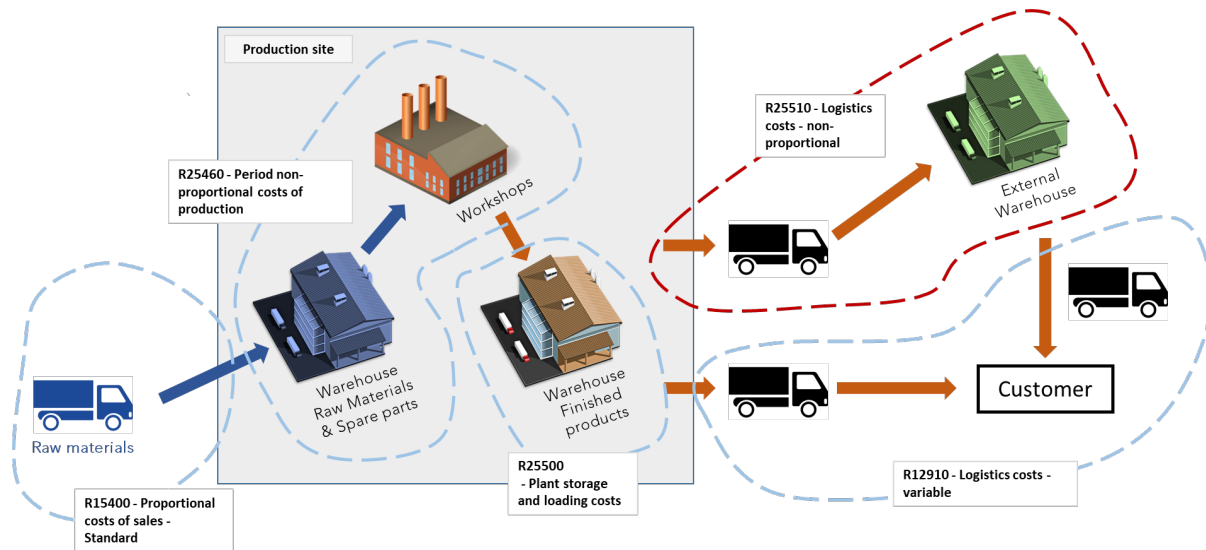 Production site
R25510 - Logistics
costs - non-
proportional
R25460 - Period non-
proportional costs of
production
Workshops
External
Warehouse
Warehouse
Raw Materials
& Spare parts
Warehouse
Finished
products
Customer
Raw materials
R25500
- Plant storage
and loading costs
R12910 - Logistics costs -
variable
R15400 - Proportional
costs of sales -
Standard